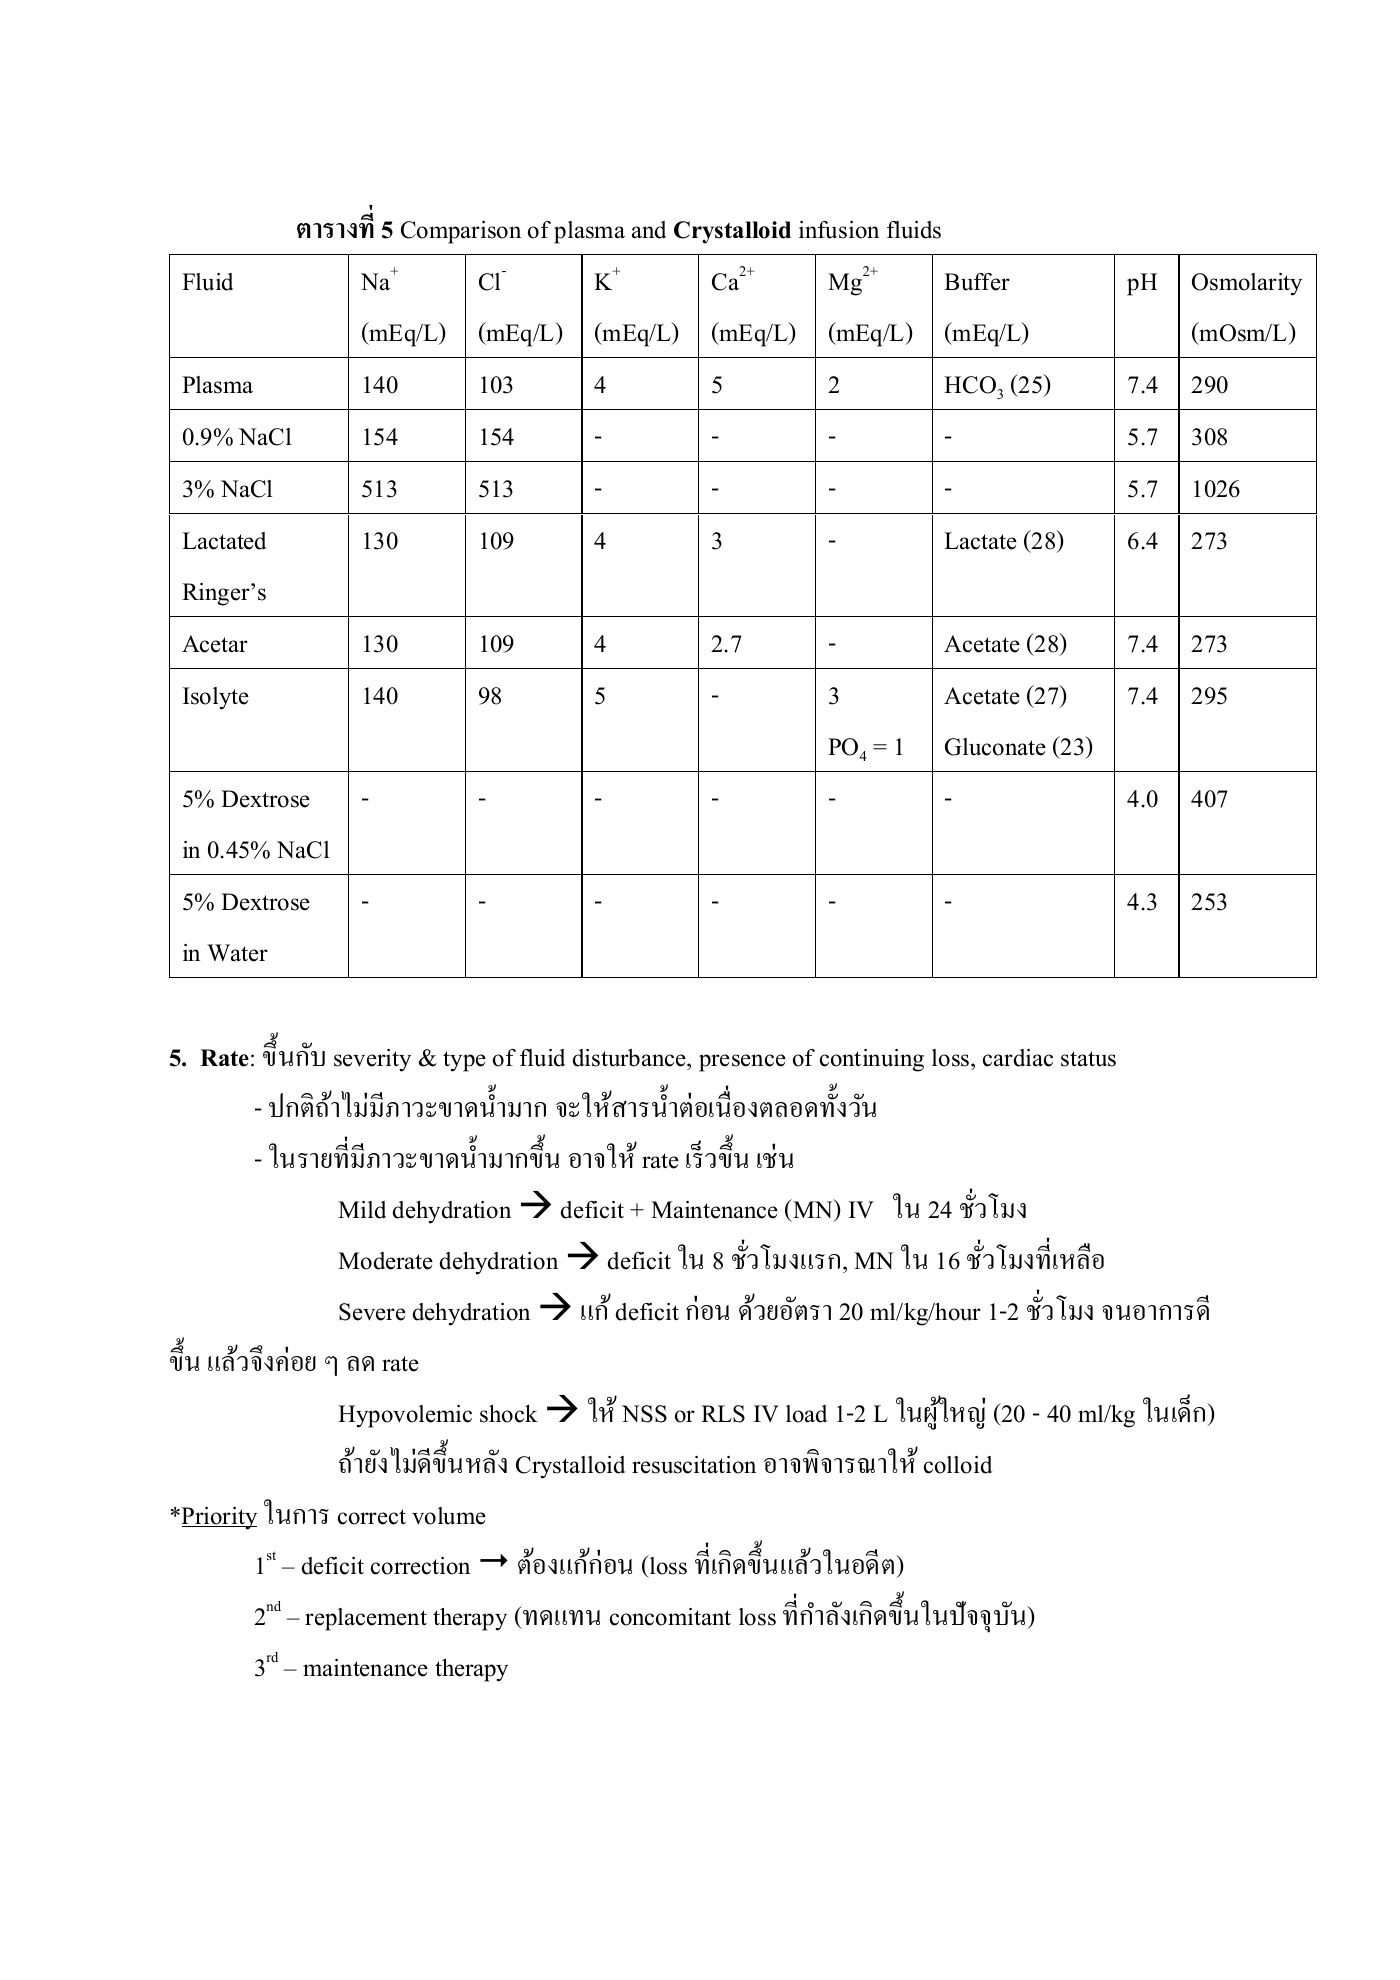 ตารางที่ 5 Comparison of plasma and Crystalloid infusion fluids
Fluid Na⁺ Cl⁻ K⁺ Ca²⁺ Mg²⁺ Buffer pH Osmolarity
(mEq/L) (mEq/L) (mEq/L) (mEq/L) (mEq/L) (mEq/L) (mOsm/L)
Plasma 140 103 4 5 2 HCO₃ (25) 7.4 290
0.9% NaCl 154 154 - - - - 5.7 308
3% NaCl 513 513 - - - - 5.7 1026
Lactated 130 109 4 3 - Lactate (28) 6.4 273
Ringer’s
Acetar 130 109 4 2.7 - Acetate (28) 7.4 273
Isolyte 140 98 5 - 3 Acetate (27) 7.4 295
PO₄ = 1 Gluconate (23)
5% Dextrose - - - - - - 4.0 407
in 0.45% NaCl
5% Dextrose - - - - - - 4.3 253
in Water
5. Rate: ขึ้นกับ severity & type of fluid disturbance, presence of continuing loss, cardiac status
- ปกติถ้าไม่มีภาวะขาดน้ำมาก จะให้สารน้ำต่อเนื่องตลอดทั้งวัน
- ในรายที่มีภาวะขาดน้ำมากขึ้น อาจให้ rate เร็วขึ้น เช่น
Mild dehydration → deficit + Maintenance (MN) IV ใน 24 ชั่วโมง
Moderate dehydration → deficit ใน 8 ชั่วโมงแรก, MN ใน 16 ชั่วโมงที่เหลือ
Severe dehydration → แก้ deficit ก่อน ด้วยอัตรา 20 ml/kg/hour 1-2 ชั่วโมง จนอาการดี
ขึ้น แล้วจึงค่อย ๆ ลด rate
Hypovolemic shock → ให้ NSS or RLS IV load 1-2 L ในผู้ใหญ่ (20 - 40 ml/kg ในเด็ก)
ถ้ายังไม่ดีขึ้นหลัง Crystalloid resuscitation อาจพิจารณาให้ colloid
*Priority ในการ correct volume
1st – deficit correction → ต้องแก้ก่อน (loss ที่เกิดขึ้นแล้วในอดีต)
2nd – replacement therapy (ทดแทน concomitant loss ที่กำลังเกิดขึ้นในปัจจุบัน)
3rd – maintenance therapy